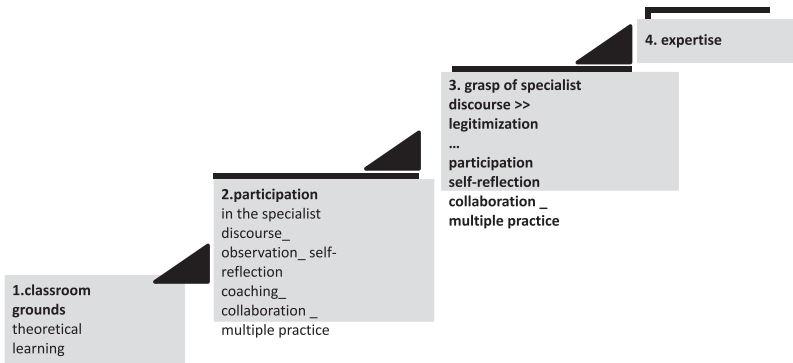 1.classroom
grounds
theoretical
learning
2.participation
in the specialist
discourse_
observation_ self-
reflection
coaching_
collaboration _
multiple practice
3. grasp of specialist
discourse >>
legitimization
...
participation
self-reflection
collaboration _
multiple practice
4. expertise